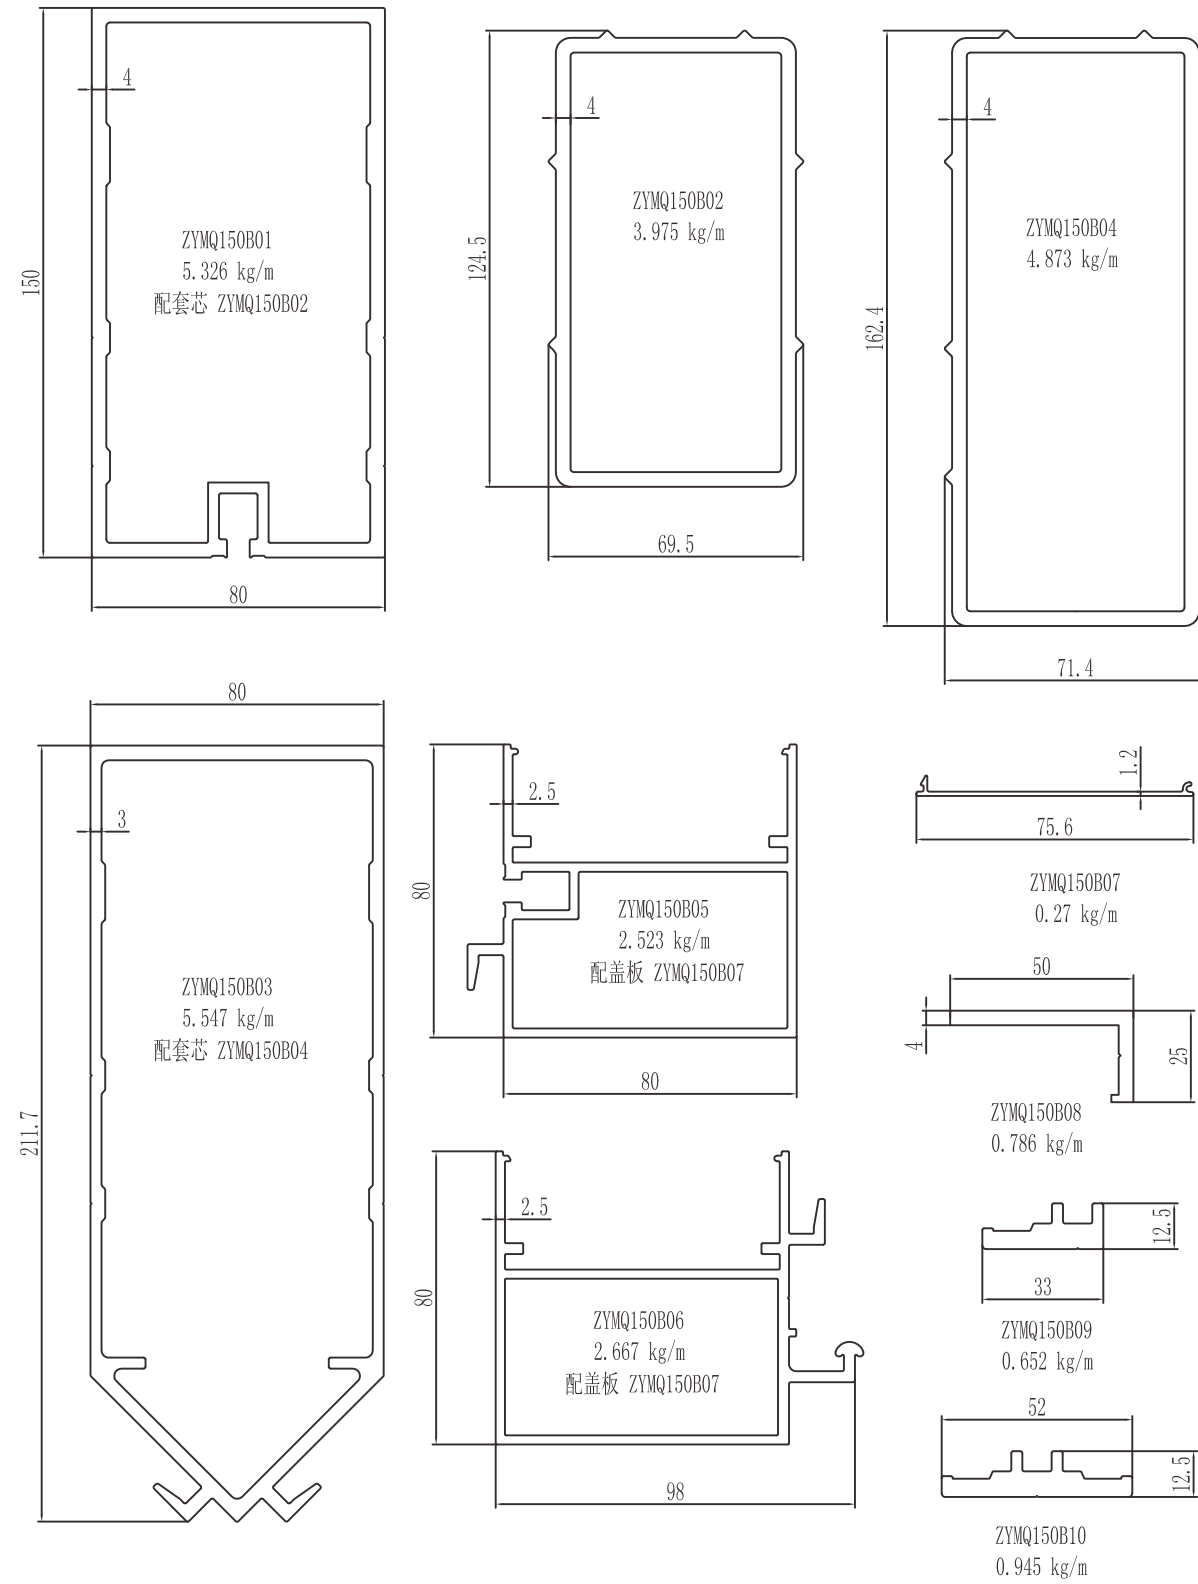 4
ZYMQ150B01
5.326 kg/m
配套芯 ZYMQ150B02
150
80
4
ZYMQ150B02
3.975 kg/m
124.5
69.5
4
ZYMQ150B04
4.873 kg/m
162.4
71.4
80
3
ZYMQ150B03
5.547 kg/m
配套芯 ZYMQ150B04
211.7
2.5
80
ZYMQ150B05
2.523 kg/m
配盖板 ZYMQ150B07
80
1.2
75.6
ZYMQ150B07
0.27 kg/m
50
4
25
ZYMQ150B08
0.786 kg/m
2.5
80
ZYMQ150B06
2.667 kg/m
配盖板 ZYMQ150B07
98
12.5
33
ZYMQ150B09
0.652 kg/m
52
12.5
ZYMQ150B10
0.945 kg/m